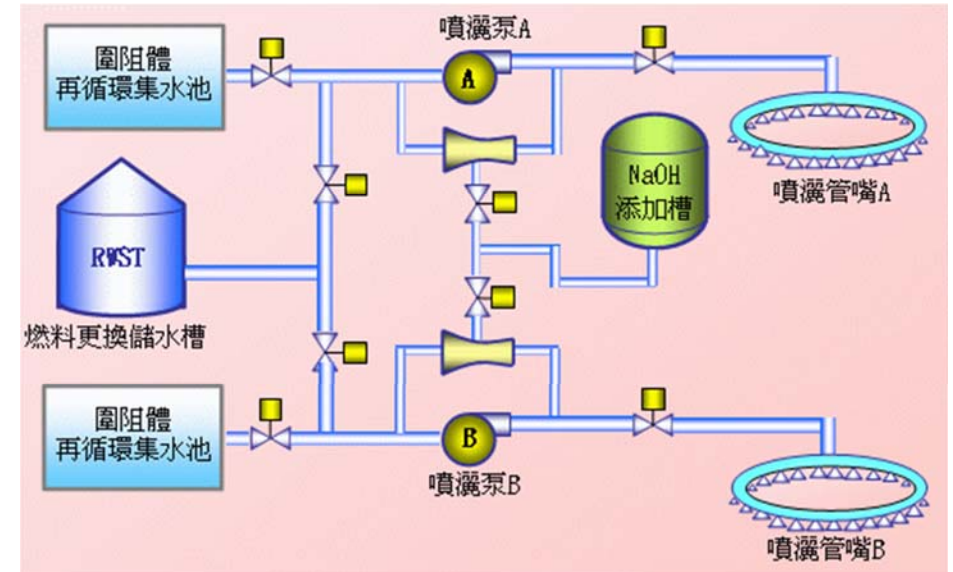 噴灑泵A
圍阻體
再循環集水池
A
噴灑管嘴A
NaOH
添加槽
RWST
燃料更換儲水槽
圍阻體
再循環集水池
B
噴灑泵B
噴灑管嘴B